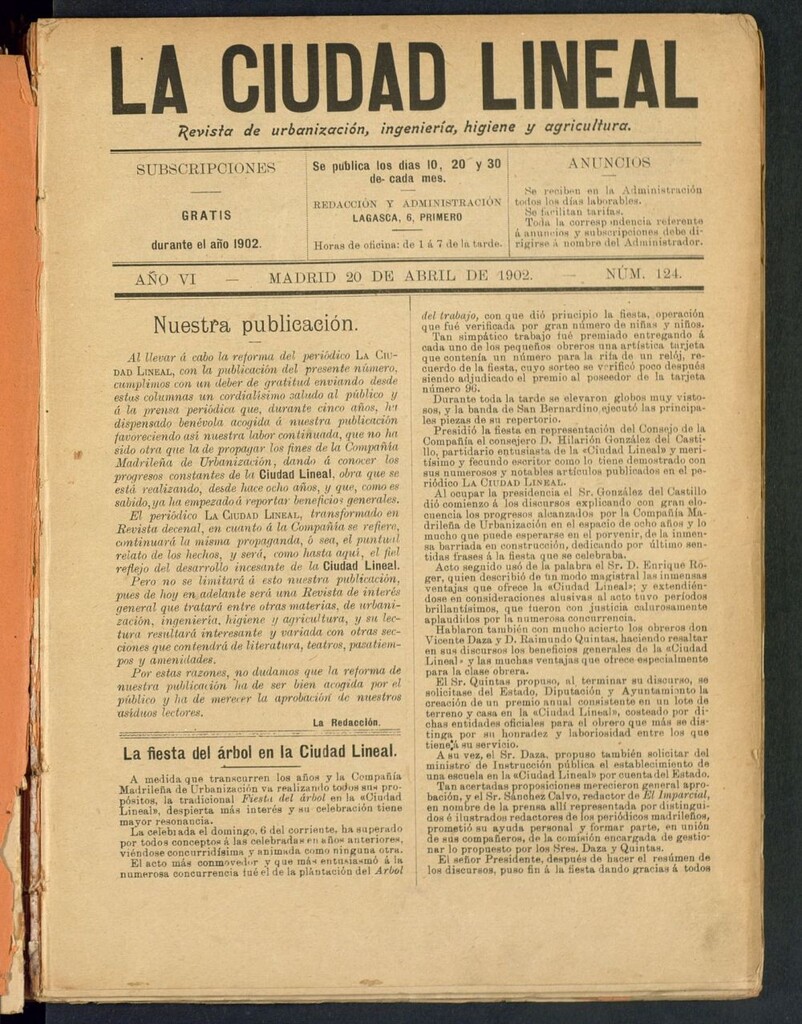 LA CIUDAD LINEAL
Revista de urbanización, ingeniería, higiene y agricultura.
SUBSCRIPCIONES
GRATIS
durante el año 1902.
Se publica los días 10, 20 y 30
de cada mes.
REDACCIÓN Y ADMINISTRACIÓN
LAGASCA, 6, PRIMERO
Horas de oficina: de 1 á 7 de la tarde.
ANUNCIOS
Se reciben en la Administración
todos los días laborables.
Se facilitan tarifas.
Toda la correspondencia referente
á anuncios y subscripciones debe di-
rigirse á nombre del Administrador.
AÑO VI — MADRID 20 DE ABRIL DE 1902. — NÚM. 124.
Nuestra publicación.
Al llevar á cabo la reforma del periódico LA CIU-
DAD LINEAL, con la publicación del presente número,
cumplimos con un deber de gratitud enviando desde
estas columnas un cordialísimo saludo al público y
á la prensa periódica que, durante cinco años, ha
dispensado benévola acogida á nuestra publicación
favoreciendo así nuestra labor continuada, que no ha
sido otra que la de propagar los fines de la Compañía
Madrileña de Urbanización, dando á conocer los
progresos constantes de la Ciudad Lineal, obra que se
está realizando, desde hace ocho años, y que, como es
sabido, ya ha empezado á reportar beneficios generales.
El periódico LA CIUDAD LINEAL, transformado en
Revista decenal, en cuanto á la Compañía se refiere,
continuará la misma propaganda, ó sea, el puntual
relato de los hechos, y será, como hasta aquí, el fiel
reflejo del desarrollo incesante de la Ciudad Lineal.
Pero no se limitará á esto nuestra publicación,
pues de hoy en adelante será una Revista de interés
general que tratará entre otras materias, de urbani-
zación, ingeniería, higiene y agricultura, y su lec-
tura resultará interesante y variada con otras sec-
ciones que contendrá de literatura, teatros, pasatiem-
pos y amenidades.
Por estas razones, no dudamos que la reforma de
nuestra publicación ha de ser bien acogida por el
público y ha de merecer la aprobación de nuestros
asiduos lectores.
La Redacción.
La fiesta del árbol en la Ciudad Lineal.
A medida que transcurren los años y la Compañía
Madrileña de Urbanización va realizando todos sus pro-
pósitos, la tradicional Fiesta del árbol en la «Ciudad
Lineal», despierta más interés y su celebración tiene
mayor resonancia.
La celebrada el domingo, 6 del corriente, ha superado
por todos conceptos á las celebradas en años anteriores,
viéndose concurridísima y animada como ninguna otra.
El acto más conmovedor y que más entusiasmó á la
numerosa concurrencia fué el de la plantación del Arbol
del trabajo, con que dió principio la fiesta, operación
que fué verificada por gran número de niñas y niños.
Tan simpático trabajo fué premiado entregando á
cada uno de los pequeños obreros una artística tarjeta
que contenía un número para la rifa de un reloj, re-
cuerdo de la fiesta, cuyo sorteo se verificó poco después
siendo adjudicado el premio al poseedor de la tarjeta
número 96.
Durante toda la tarde se elevaron globos muy visto-
sos, y la banda de San Bernardino ejecutó las principa-
les piezas de su repertorio.
Presidió la fiesta en representación del Consejo de la
Compañía el consejero D. Hilarión González del Casti-
llo, partidario entusiasta de la «Ciudad Lineal» y meri-
tísimo y fecundo escritor como lo tiene demostrado con
sus numerosos y notables artículos publicados en el pe-
riódico LA CIUDAD LINEAL.
Al ocupar la presidencia el Sr. González del Castillo
dió comienzo á los discursos explicando con gran elo-
cuencia los progresos alcanzados por la Compañía Ma-
drileña de Urbanización en el espacio de ocho años y lo
mucho que puede esperarse en el porvenir, de la inmen-
sa barriada en construcción, dedicando por último sen-
tidas frases á la fiesta que se celebraba.
Acto seguido usó de la palabra el Sr. D. Enrique Ró-
ger, quien describió de un modo magistral las inmensas
ventajas que ofrece la «Ciudad Lineal»; y extendién-
dose en consideraciones alusivas al acto tuvo períodos
brillantísimos, que fueron con justicia calurosamente
aplaudidos por la numerosa concurrencia.
Hablaron también con mucho acierto los obreros don
Vicente Daza y D. Raimundo Quintas, haciendo resaltar
en sus discursos los beneficios generales de la «Ciudad
Lineal» y las muchas ventajas que ofrece especialmente
para la clase obrera.
El Sr. Quintas propuso, al terminar su discurso, se
solicitase del Estado, Diputación y Ayuntamiento la
creación de un premio anual consistente en un lote de
terreno y casa en la «Ciudad Lineal», costeado por di-
chas entidades oficiales para el obrero que más se dis-
tinga por su honradez y laboriosidad entre los que
tiene á su servicio.
A su vez, el Sr. Daza, propuso también solicitar del
ministro de Instrucción pública el establecimiento de
una escuela en la «Ciudad Lineal» por cuenta del Estado.
Tan acertadas proposiciones merecieron general apro-
bación, y el Sr. Sánchez Calvo, redactor de El Imparcial,
en nombre de la prensa allí representada por distingui-
dos é ilustrados redactores de los periódicos madrileños,
prometió su ayuda personal y formar parte, en unión
de sus compañeros, de la comisión encargada de gestio-
nar lo propuesto por los Sres. Daza y Quintas.
El señor Presidente, después de hacer el resúmen de
los discursos, puso fin á la fiesta dando gracias á todos